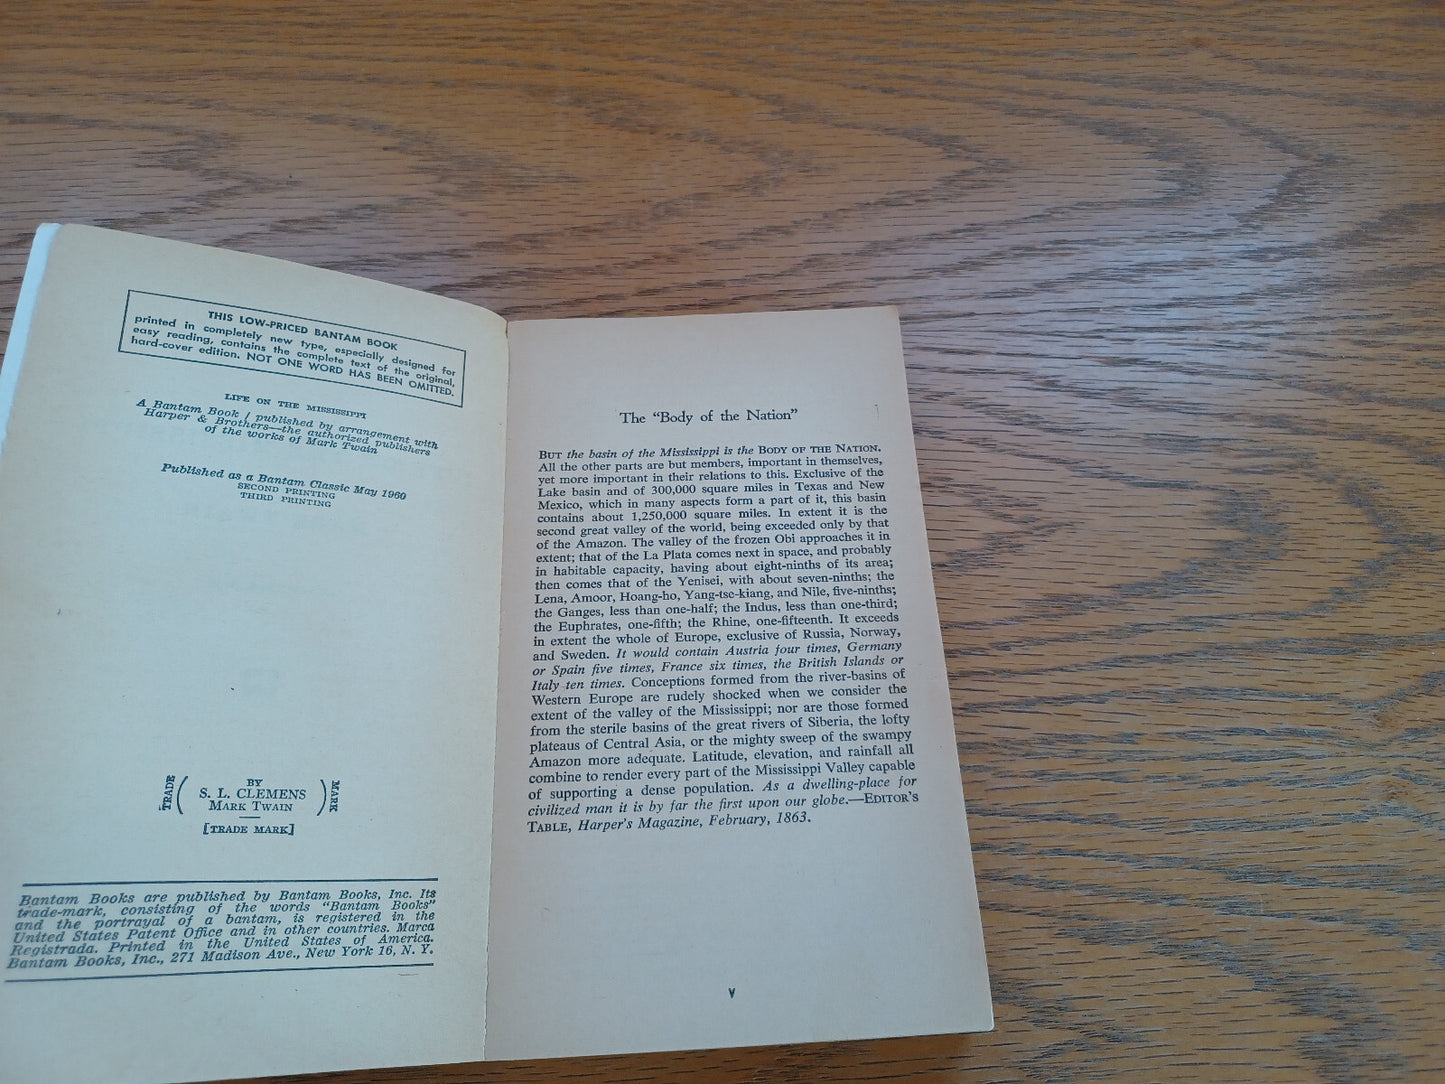 THIS LOW-PRICED BANTAM BOOK
printed in completely new type, especially designed for
easy reading, contains the complete text of the original,
hard-cover edition. NOT ONE WORD HAS BEEN OMITTED.
LIFE ON THE MISSISSIPPI
A Bantam Book / published by arrangement with
Harper & Brothers—the authorized publishers
of the works of Mark Twain
Published as a Bantam Classic May 1960
SECOND PRINTING
THIRD PRINTING
BY
TRADE ( S. L. CLEMENS ) MARK
MARK TWAIN
[TRADE MARK]
Bantam Books are published by Bantam Books, Inc. Its
trade-mark, consisting of the words "Bantam Books"
and the portrayal of a bantam, is registered in the
United States Patent Office and in other countries. Marca
Registrada. Printed in the United States of America.
Bantam Books, Inc., 271 Madison Ave., New York 16, N. Y.
The "Body of the Nation"
BUT the basin of the Mississippi is the BODY OF THE NATION.
All the other parts are but members, important in themselves,
yet more important in their relations to this. Exclusive of the
Lake basin and of 300,000 square miles in Texas and New
Mexico, which in many aspects form a part of it, this basin
contains about 1,250,000 square miles. In extent it is the
second great valley of the world, being exceeded only by that
of the Amazon. The valley of the frozen Obi approaches it in
extent; that of the La Plata comes next in space, and probably
in habitable capacity, having about eight-ninths of its area;
then comes that of the Yenisei, with about seven-ninths; the
Lena, Amoor, Hoang-ho, Yang-tse-kiang, and Nile, five-ninths;
the Ganges, less than one-half; the Indus, less than one-third;
the Euphrates, one-fifth; the Rhine, one-fifteenth. It exceeds
in extent the whole of Europe, exclusive of Russia, Norway,
and Sweden. It would contain Austria four times, Germany
or Spain five times, France six times, the British Islands or
Italy ten times. Conceptions formed from the river-basins of
Western Europe are rudely shocked when we consider the
extent of the valley of the Mississippi; nor are those formed
from the sterile basins of the great rivers of Siberia, the lofty
plateaus of Central Asia, or the mighty sweep of the swampy
Amazon more adequate. Latitude, elevation, and rainfall all
combine to render every part of the Mississippi Valley capable
of supporting a dense population. As a dwelling-place for
civilized man it is by far the first upon our globe.—EDITOR'S
TABLE, Harper's Magazine, February, 1863.
v